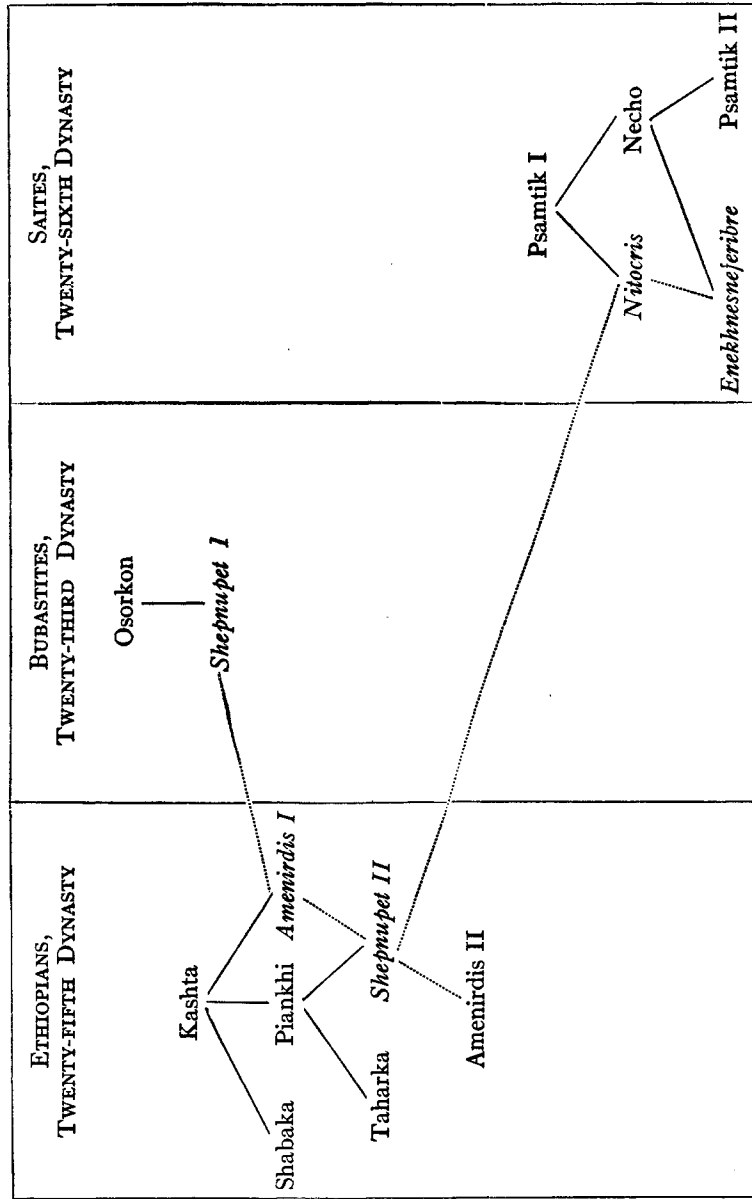 ETHIOPIANS,
TWENTY-FIFTH DYNASTY
Kashta
Shabaka Piankhi Amenirdis I
Taharka Shepnupet II
Amenirdis II
BUBASTITES,
TWENTY-THIRD DYNASTY
Osorkon
Shepnupet I
SAITES,
TWENTY-SIXTH DYNASTY
Psamtik I
Nitocris Necho
Enekhnesneferibre Psamtik II